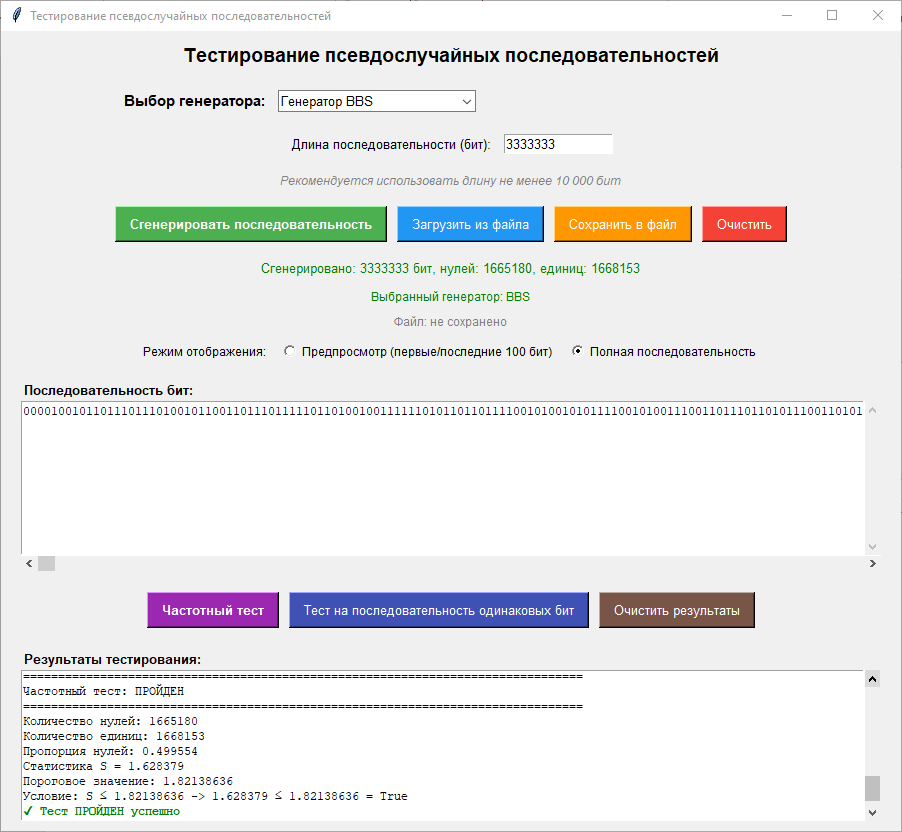 Тестирование псевдослучайных последовательностей
Тестирование псевдослучайных последовательностей
Выбор генератора: Генератор BBS
Длина последовательности (бит): 3333333
Рекомендуется использовать длину не менее 10 000 бит
Сгенерировать последовательность Загрузить из файла Сохранить в файл Очистить
Сгенерировано: 3333333 бит, нулей: 1665180, единиц: 1668153
Выбранный генератор: BBS
Файл: не сохранено
Режим отображения: Предпросмотр (первые/последние 100 бит) Полная последовательность
Последовательность бит:
Частотный тест Тест на последовательность одинаковых бит Очистить результаты
Результаты тестирования:
================================================================================
Частотный тест: ПРОЙДЕН
================================================================================
Количество нулей: 1665180
Количество единиц: 1668153
Пропорция нулей: 0.499554
Статистика S = 1.628379
Пороговое значение: 1.82138636
Условие: S ≤ 1.82138636 -> 1.628379 ≤ 1.82138636 = True
✓ Тест ПРОЙДЕН успешно